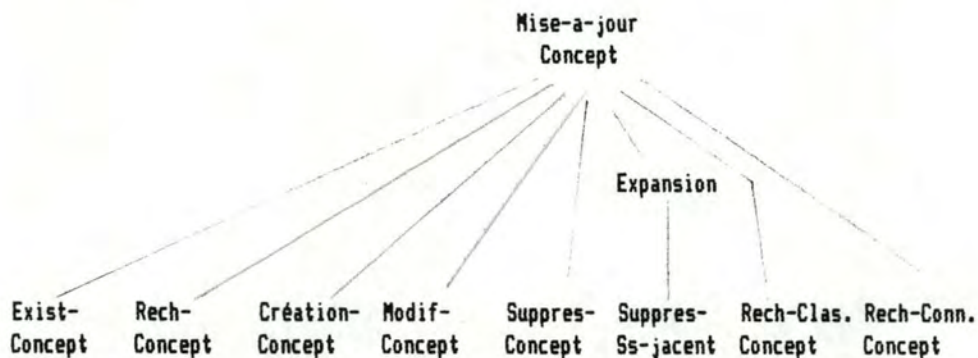 Mise-a-jour
Concept
Expansion
Exist- Rech- Création- Modif- Suppres- Suppres- Rech-Clas. Rech-Conn.
Concept Concept Concept Concept Concept Ss-jacent Concept Concept